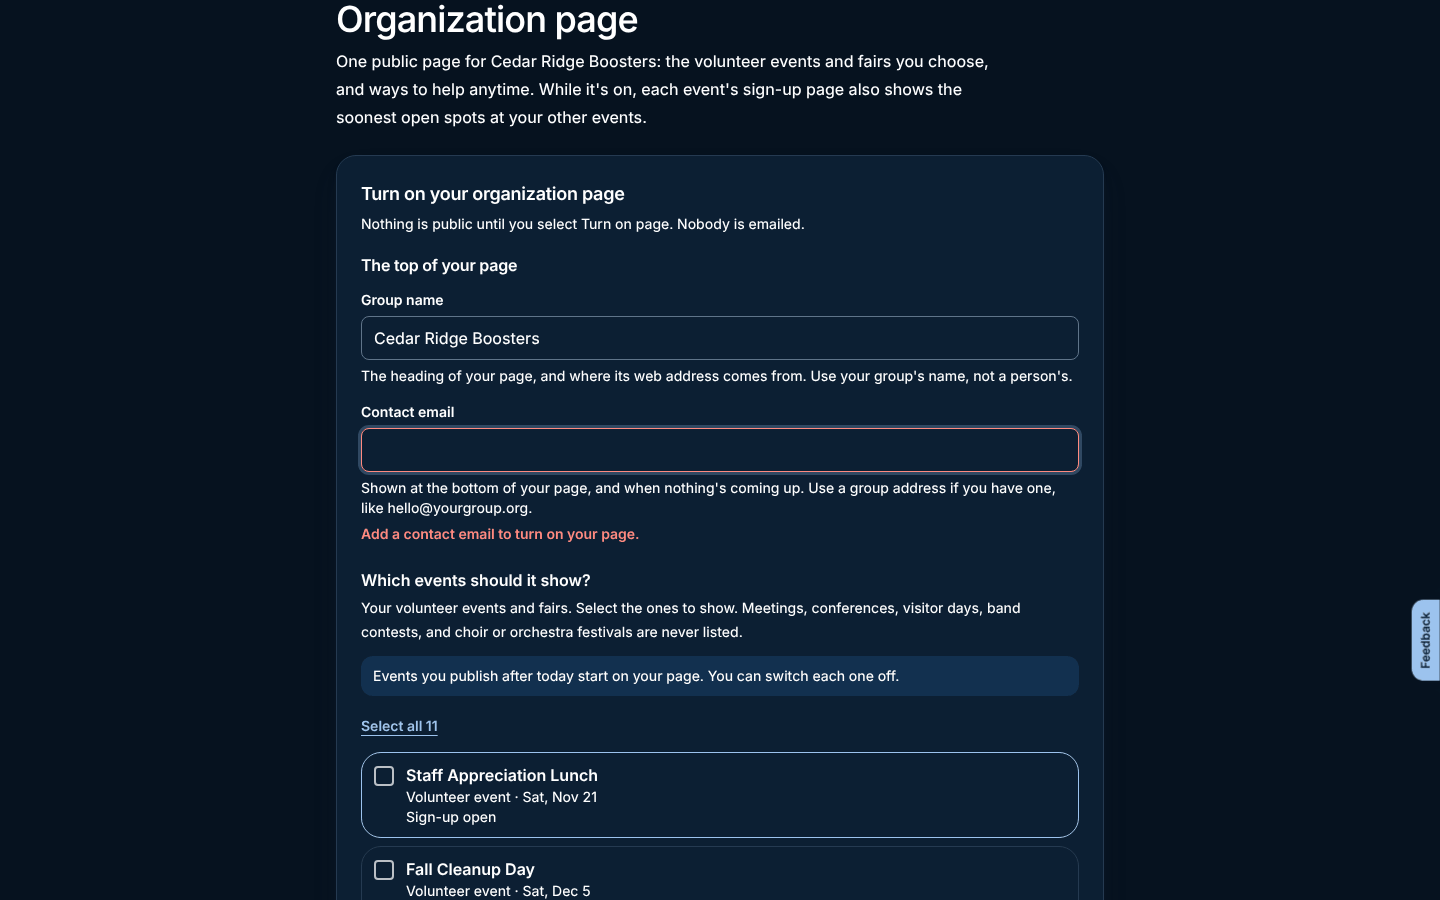 Organization page
One public page for Cedar Ridge Boosters: the volunteer events and fairs you choose,
and ways to help anytime. While it's on, each event's sign-up page also shows the
soonest open spots at your other events.
Turn on your organization page
Nothing is public until you select Turn on page. Nobody is emailed.
The top of your page
Group name
Cedar Ridge Boosters
The heading of your page, and where its web address comes from. Use your group's name, not a person's.
Contact email
Shown at the bottom of your page, and when nothing's coming up. Use a group address if you have one,
like hello@yourgroup.org.
Add a contact email to turn on your page.
Which events should it show?
Your volunteer events and fairs. Select the ones to show. Meetings, conferences, visitor days, band
contests, and choir or orchestra festivals are never listed.
Events you publish after today start on your page. You can switch each one off.
Select all 11
Staff Appreciation Lunch
Volunteer event · Sat, Nov 21
Sign-up open
Fall Cleanup Day
Volunteer event · Sat, Dec 5
Feedback